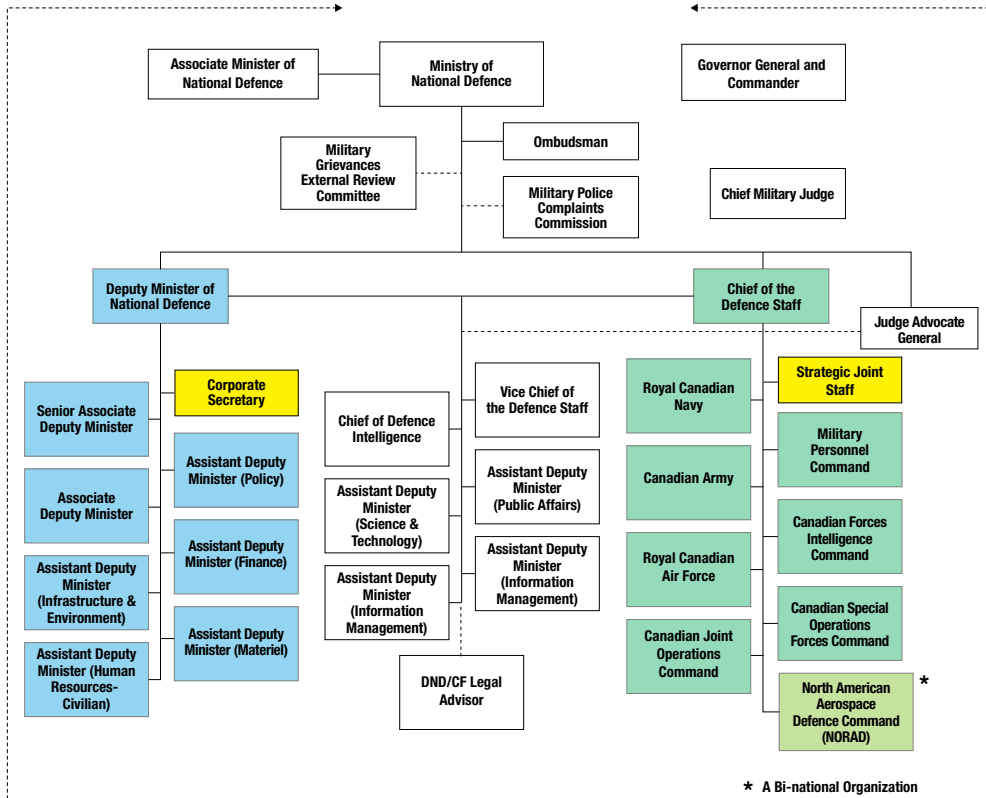 Associate Minister of
National Defence
Ministry of
National Defence
Governor General and
Commander
Military
Grievances
External Review
Committee
Ombudsman
Military Police
Complaints
Commission
Chief Military Judge
Deputy Minister of
National Defence
Chief of the
Defence Staff
Judge Advocate
General
Senior Associate
Deputy Minister
Corporate
Secretary
Associate
Deputy Minister
Assistant Deputy
Minister (Policy)
Assistant Deputy
Minister
(Infrastructure &
Environment)
Assistant Deputy
Minister (Finance)
Assistant Deputy
Minister (Human
Resources-
Civilian)
Assistant Deputy
Minister (Materiel)
Chief of Defence
Intelligence
Vice Chief of
the Defence Staff
Assistant Deputy
Minister
(Science &
Technology)
Assistant Deputy
Minister
(Public Affairs)
Assistant Deputy
Minister
(Information
Management)
Assistant Deputy
Minister
(Information
Management)
DND/CF Legal
Advisor
Royal Canadian
Navy
Strategic Joint
Staff
Canadian Army
Military
Personnel
Command
Royal Canadian
Air Force
Canadian Forces
Intelligence
Command
Canadian Joint
Operations
Command
Canadian Special
Operations
Forces Command
North American
Aerospace
Defence Command
(NORAD)
*
* A Bi-national Organization